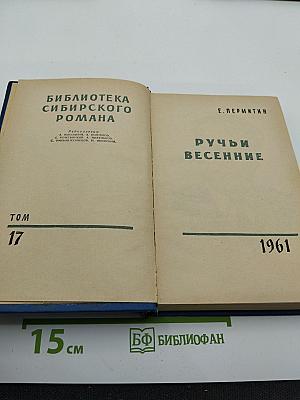 БИБЛИОТЕКА
СИБИРСКОГО
РОМАНА
ТОМ
17
Е. ПЕРМИТИН
РУЧЬИ
ВЕСЕННИЕ
1961
15 см
БФ БИБЛИОФАН